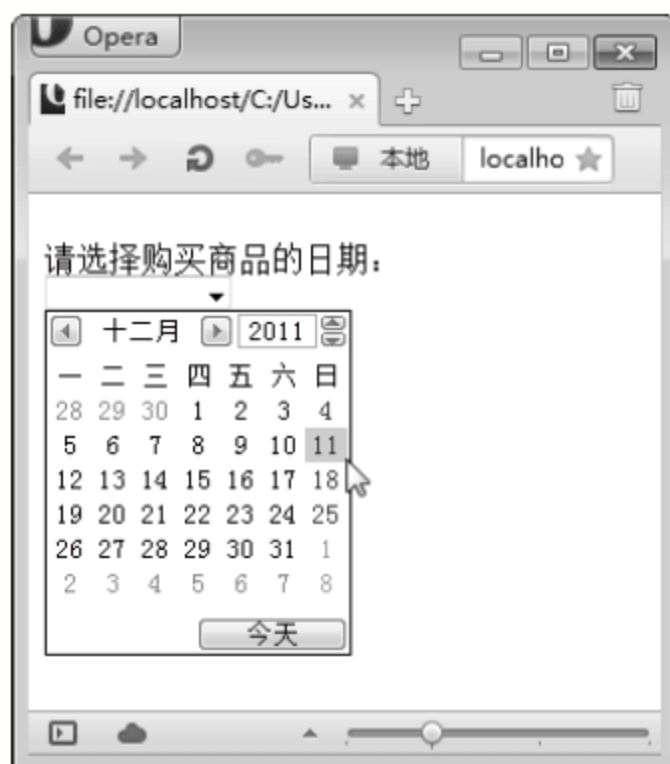 Opera
file://localhost/C:/Us...
本地 localho
请选择购买商品的日期：
十二月 2011
一 二 三 四 五 六 日
28 29 30 1 2 3 4
5 6 7 8 9 10 11
12 13 14 15 16 17 18
19 20 21 22 23 24 25
26 27 28 29 30 31 1
2 3 4 5 6 7 8
今天